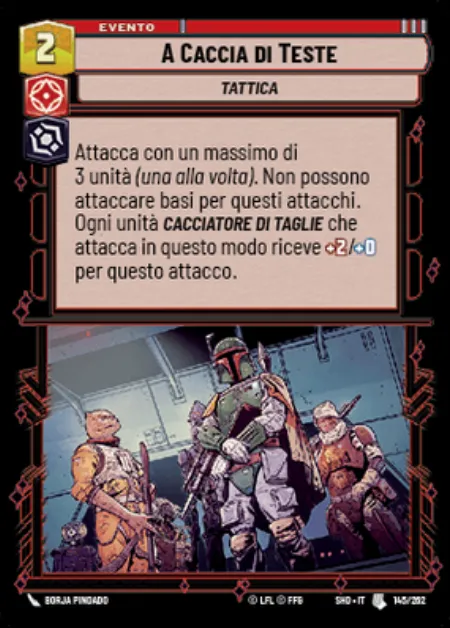 EVENTO
2
A CACCIA DI TESTE
TATTICA
Attacca con un massimo di
3 unità (una alla volta). Non possono
attaccare basi per questi attacchi.
Ogni unità CACCIATORE DI TAGLIE che
attacca in questo modo riceve +2/+0
per questo attacco.
BORJA PINDADO © LFL © FFG SHD • IT 145/262